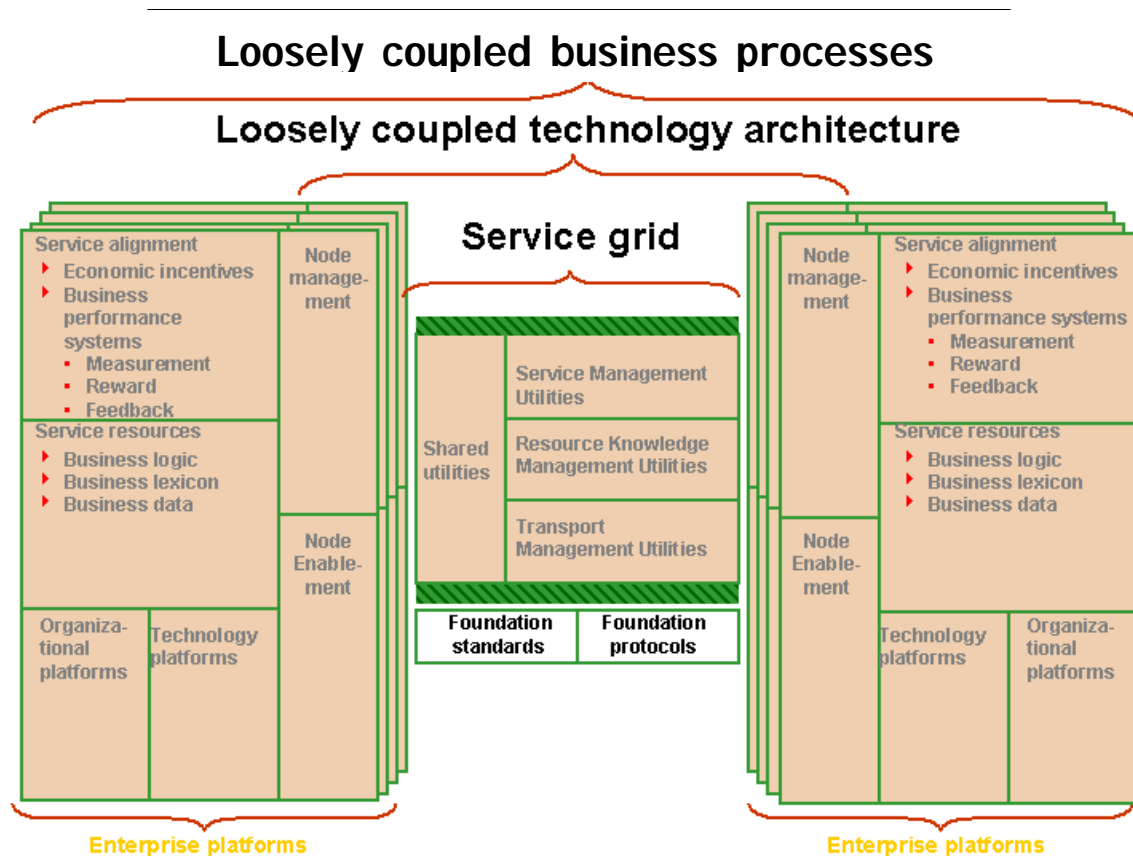 Loosely coupled business processes
Loosely coupled technology architecture
Service grid
Service alignment
Economic incentives
Business
performance
systems
Measurement
Reward
Feedback
Service resources
Business logic
Business lexicon
Business data
Organiza-
tional
platforms
Technology
platforms
Node
manage-
ment
Node
Enable-
ment
Enterprise platforms
Shared
utilities
Service Management
Utilities
Resource Knowledge
Management Utilities
Transport
Management Utilities
Foundation
standards
Foundation
protocols
Node
manage-
ment
Node
Enable-
ment
Service alignment
Economic incentives
Business
performance systems
Measurement
Reward
Feedback
Service resources
Business logic
Business lexicon
Business data
Technology
platforms
Organiza-
tional
platforms
Enterprise platforms